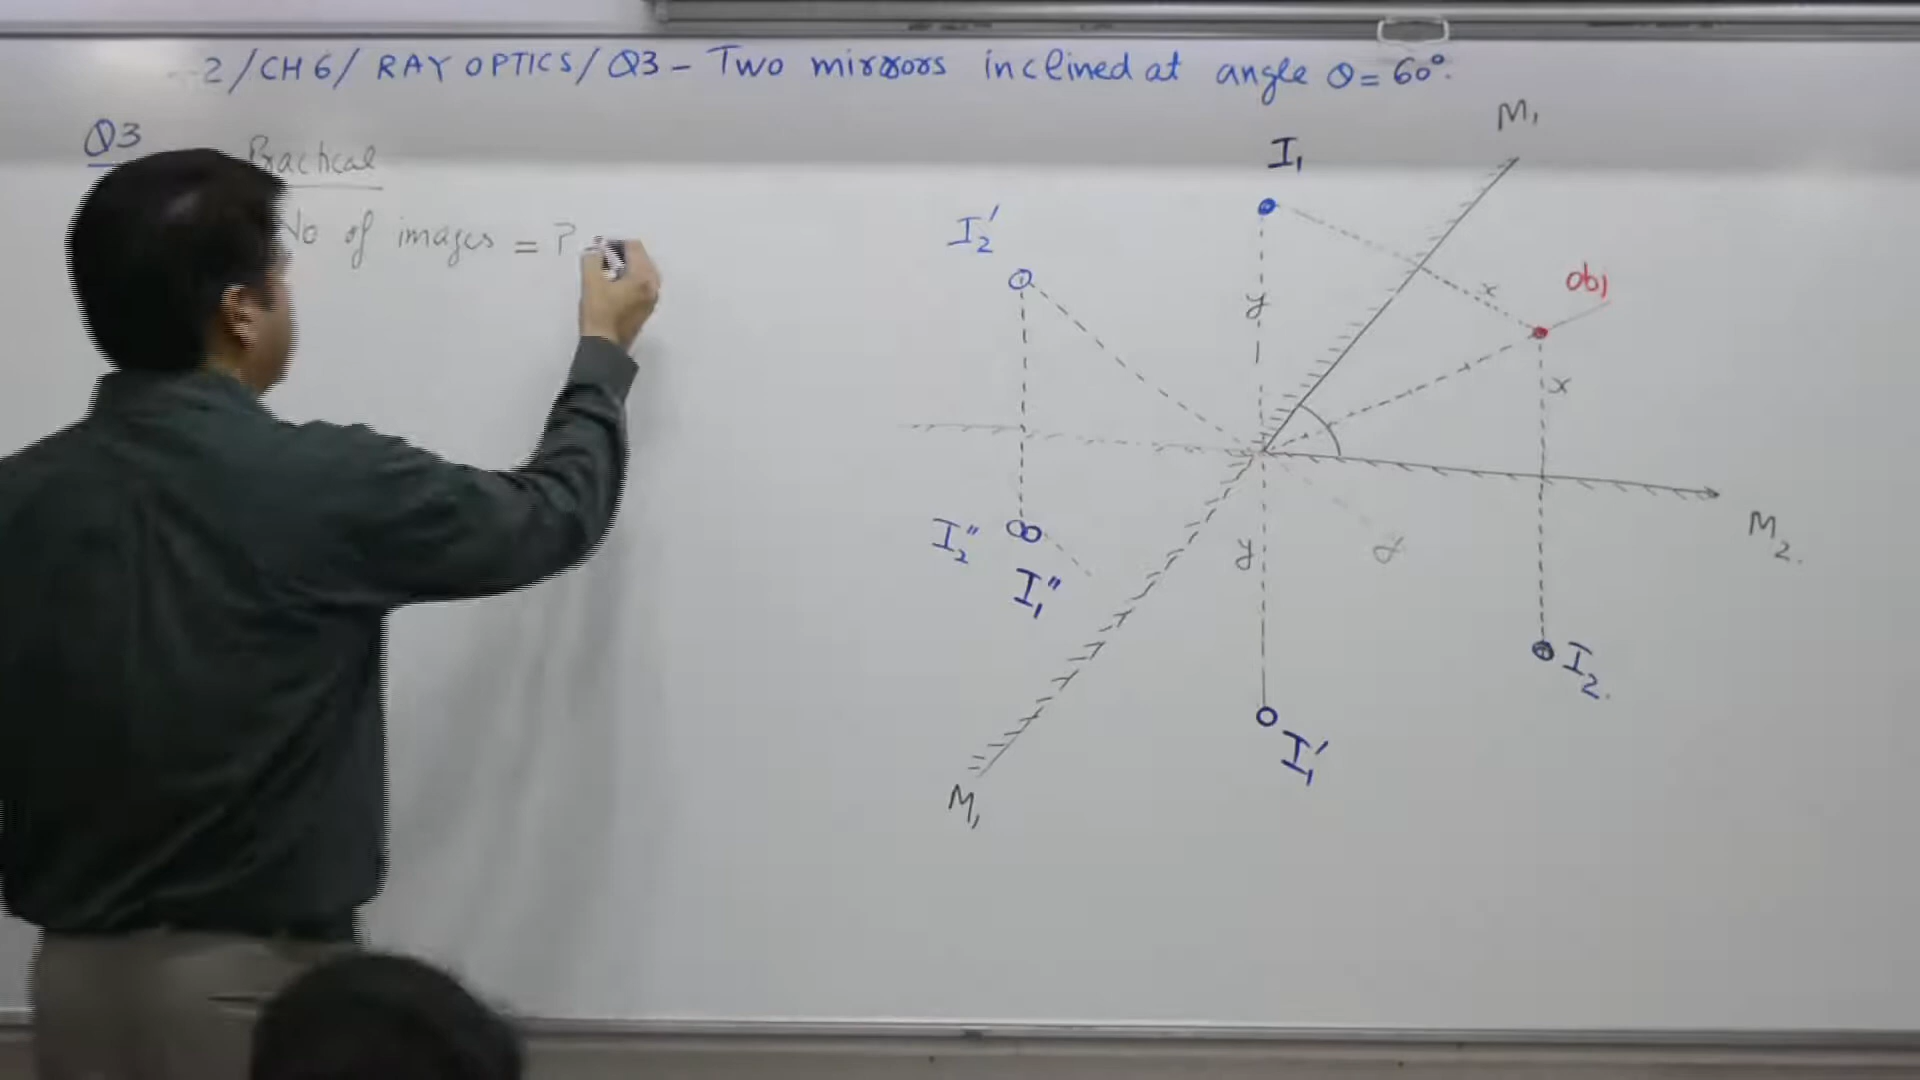 2/CH6/ RAY OPTICS/Q3 - Two mirrors inclined at angle θ = 60°.
Q3
Practical
No of images = ?
M₁
I₁
I₂'
obj
x
y
x
M₂.
y
α
I₂''
I₁''
I₂.
I₁'
M₁